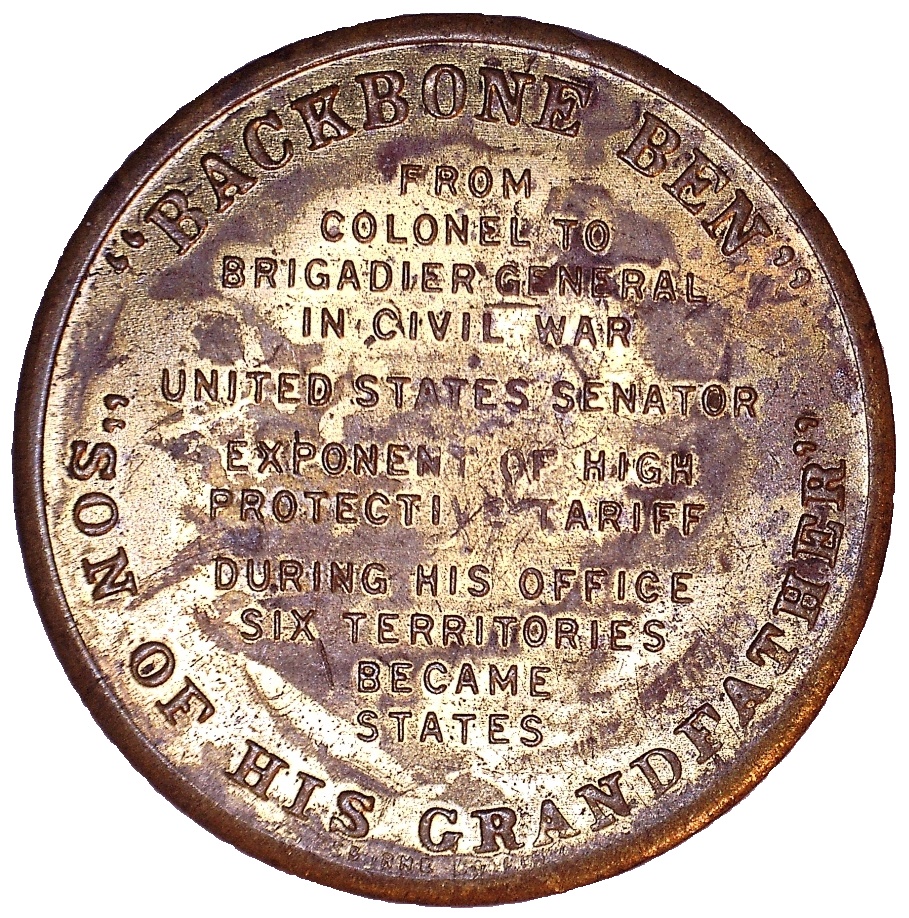 "BACKBONE BEN"
FROM
COLONEL TO
BRIGADIER GENERAL
IN CIVIL WAR
UNITED STATES SENATOR
EXPONENT OF HIGH
PROTECTIVE TARIFF
DURING HIS OFFICE
SIX TERRITORIES
BECAME
STATES
"SON OF HIS GRANDFATHER"